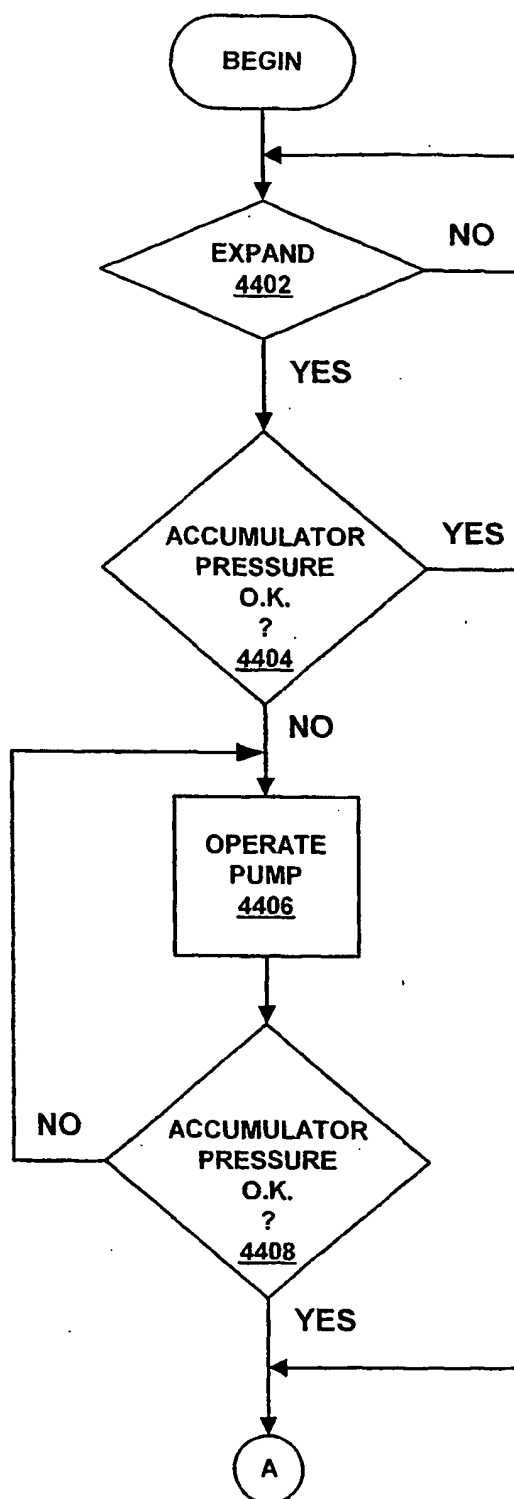 BEGIN
EXPAND
4402
NO
YES
ACCUMULATOR
PRESSURE
O.K.
?
4404
YES
NO
OPERATE
PUMP
4406
ACCUMULATOR
PRESSURE
O.K.
?
4408
NO
YES
A